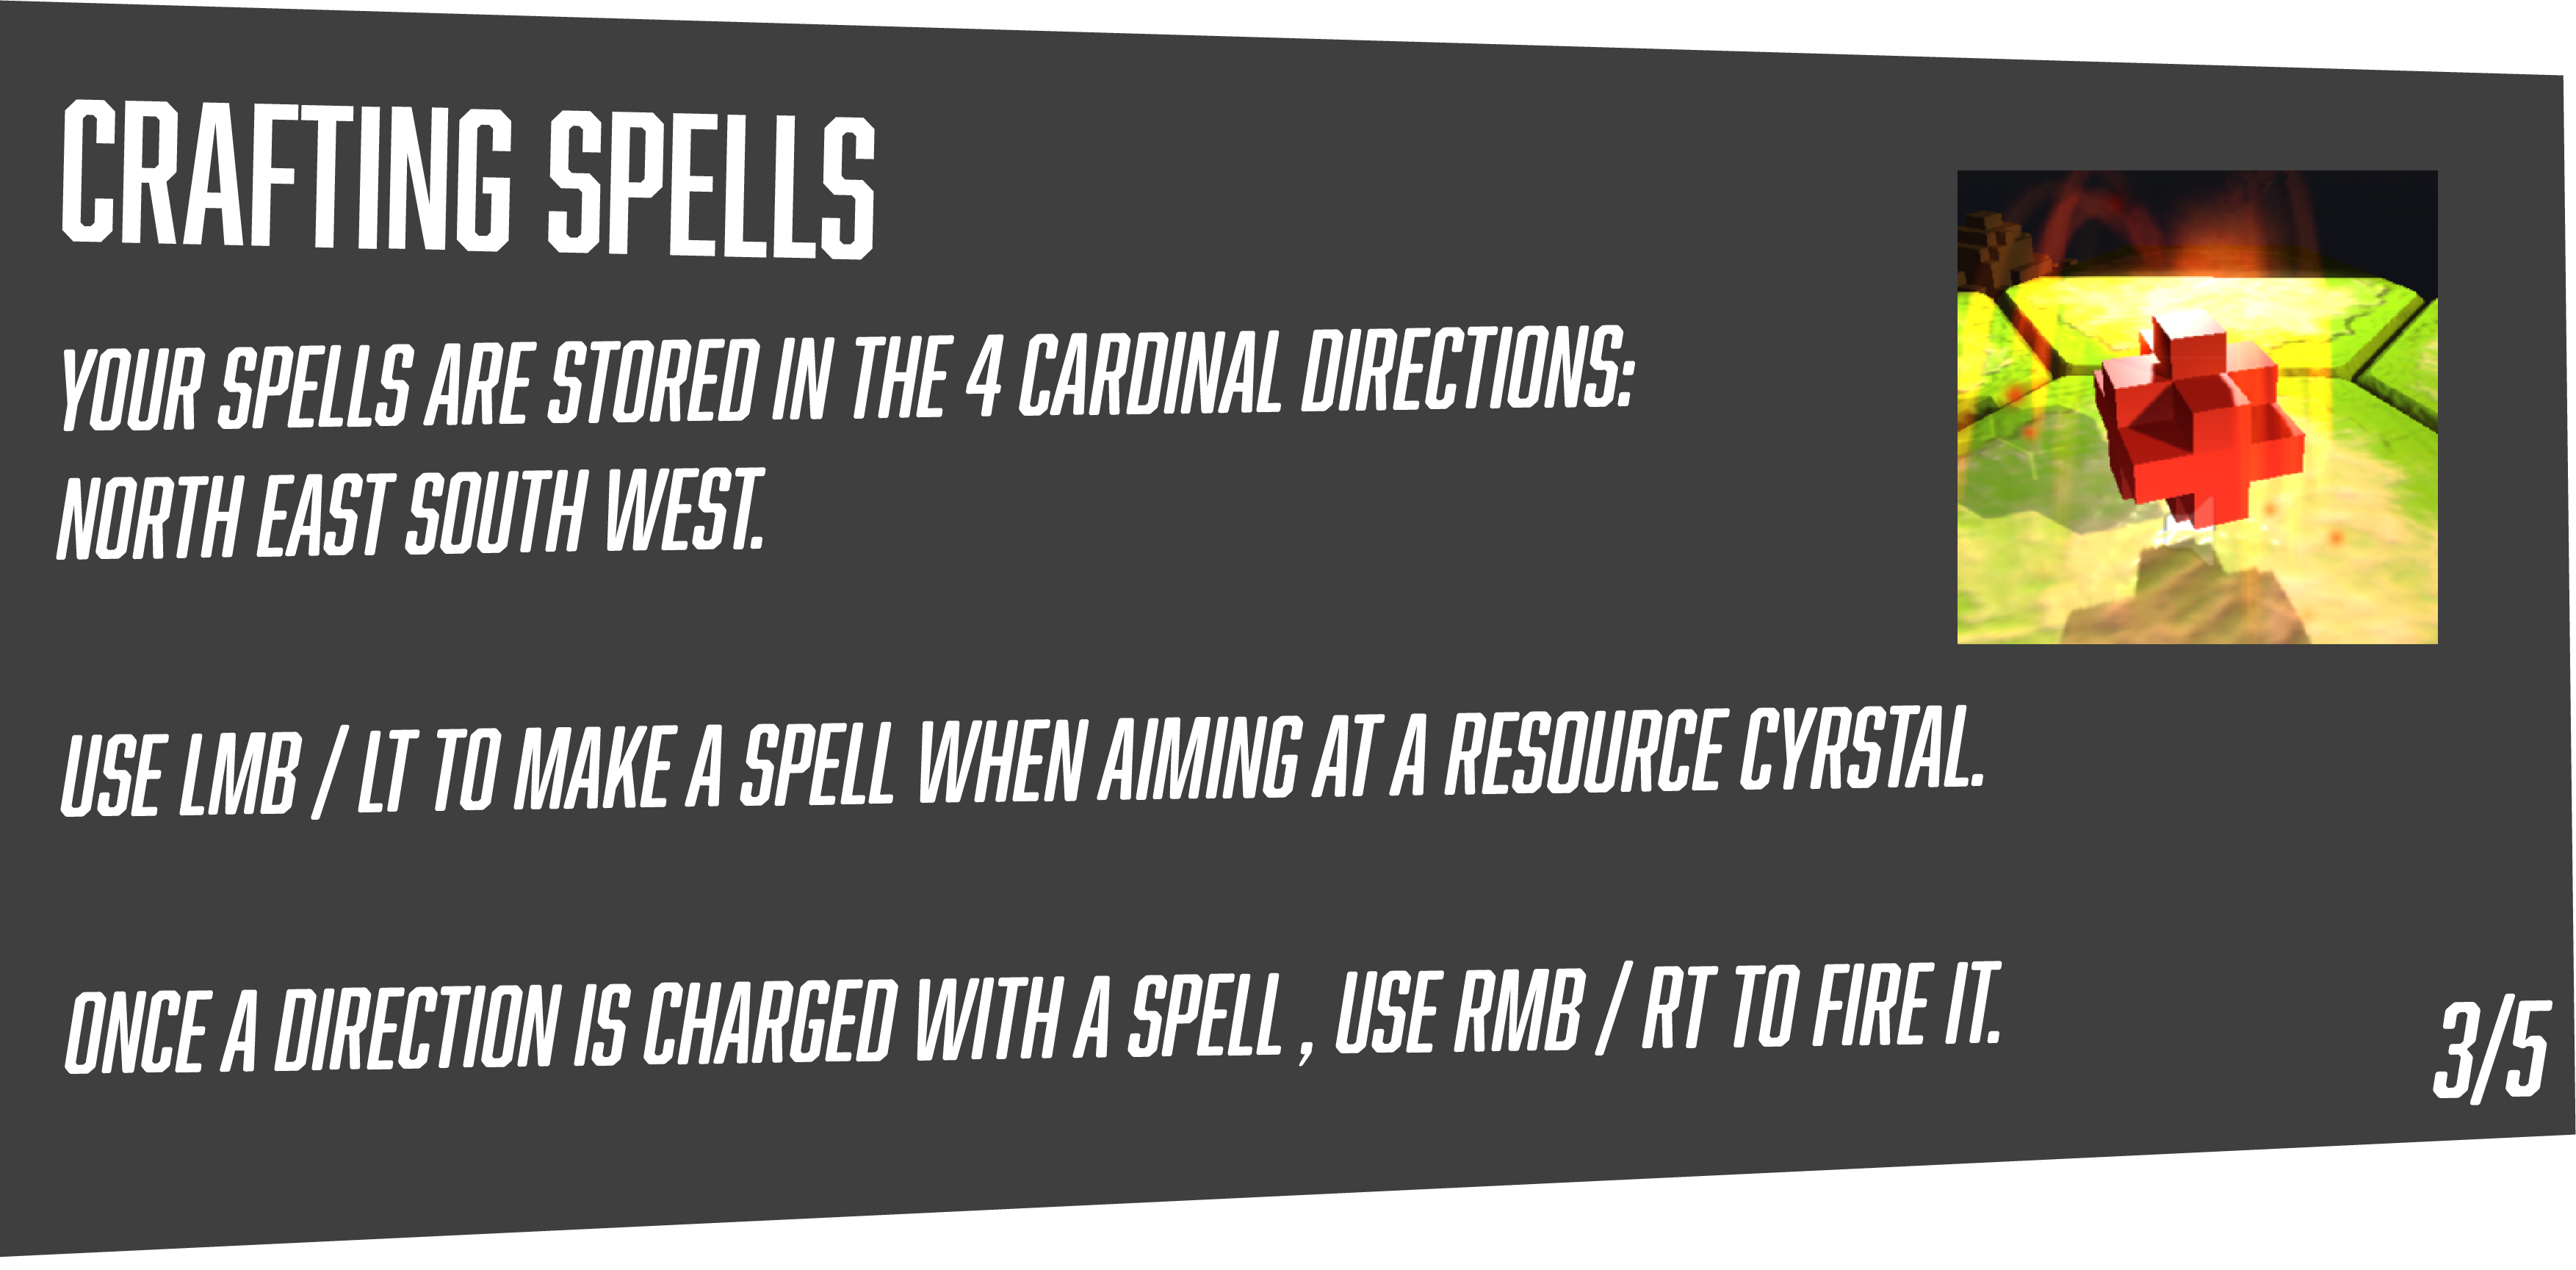 CRAFTING SPELLS
YOUR SPELLS ARE STORED IN THE 4 CARDINAL DIRECTIONS:
NORTH EAST SOUTH WEST.
USE LMB / LT TO MAKE A SPELL WHEN AIMING AT A RESOURCE CYRSTAL.
ONCE A DIRECTION IS CHARGED WITH A SPELL , USE RMB / RT TO FIRE IT.
3/5